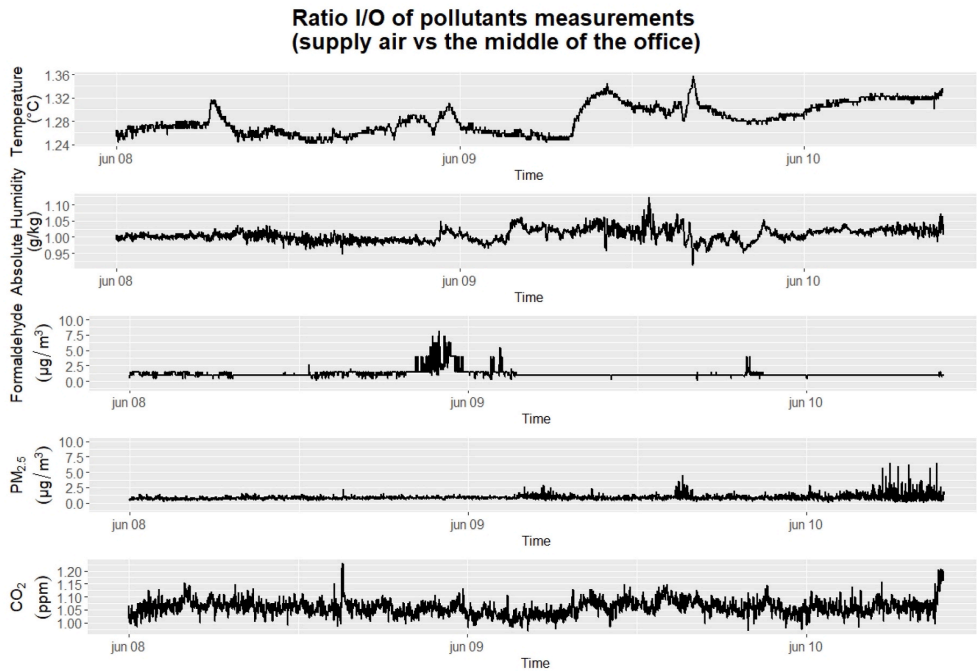 Ratio I/O of pollutants measurements
(supply air vs the middle of the office)
Temperature
(°C)
1.36
1.32
1.28
1.24
jun 08
jun 09
jun 10
Time
Absolute Humidity
(g/kg)
1.10
1.05
1.00
0.95
jun 08
jun 09
jun 10
Time
Formaldehyde
(µg/m³)
10.0
7.5
5.0
2.5
0.0
jun 08
jun 09
jun 10
Time
PM₂.₅
(µg/m³)
10.0
7.5
5.0
2.5
0.0
jun 08
jun 09
jun 10
Time
CO₂
(ppm)
1.20
1.15
1.10
1.05
1.00
jun 08
jun 09
jun 10
Time